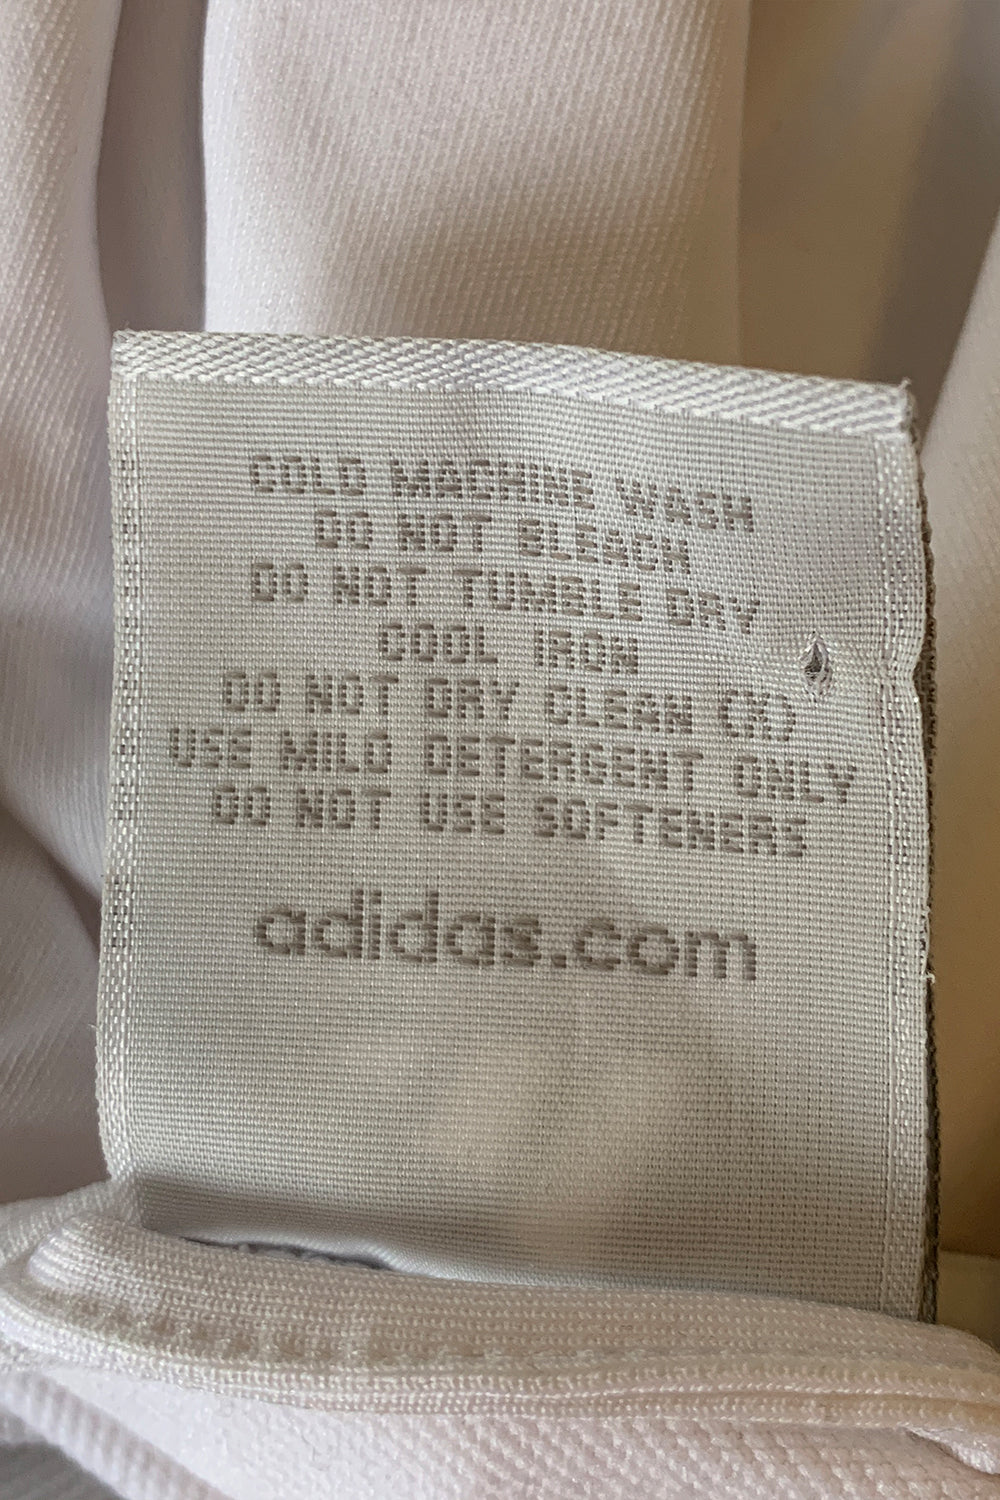 COLD MACHINE WASH
DO NOT BLEACH
DO NOT TUMBLE DRY
COOL IRON
DO NOT DRY CLEAN (X)
USE MILD DETERGENT ONLY
DO NOT USE SOFTENERS
adidas.com